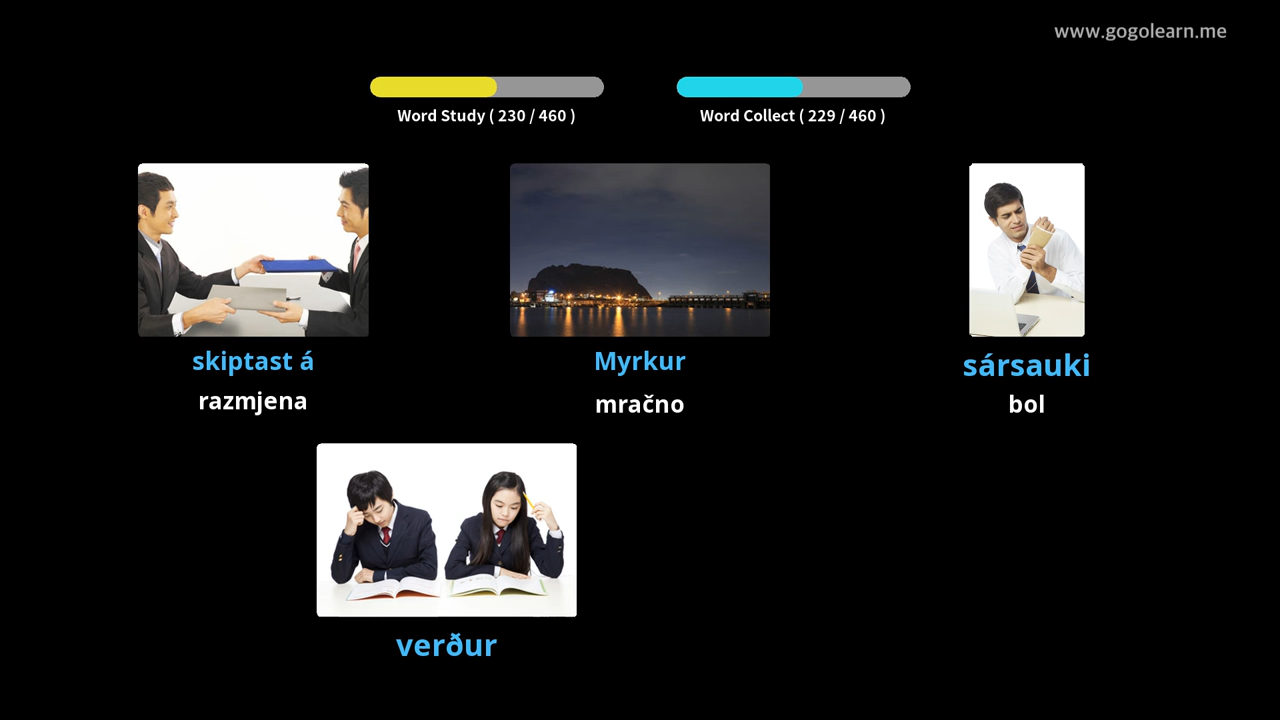 www.gogolearn.me
Word Study ( 230 / 460 )
Word Collect ( 229 / 460 )
skiptast á
razmjena
Myrkur
mračno
sársauki
bol
verður